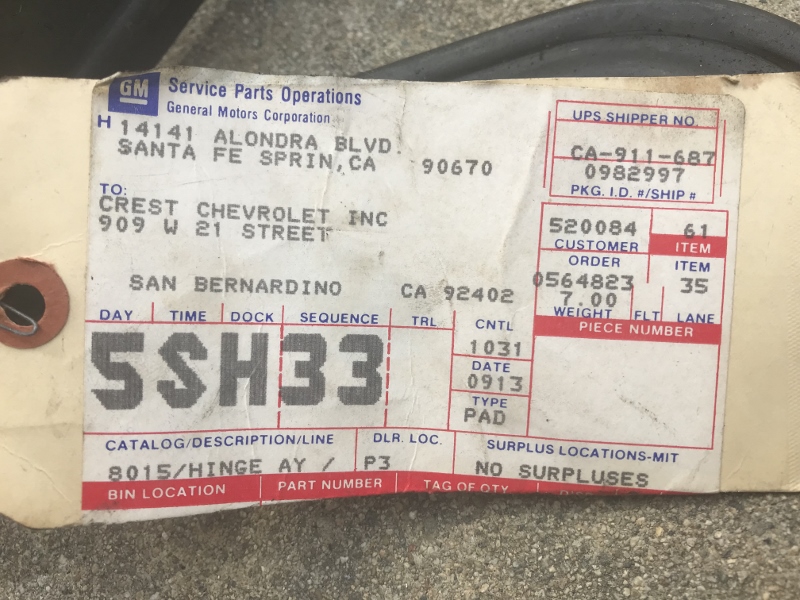 GM Service Parts Operations
General Motors Corporation
H 14141 ALONDRA BLVD.
SANTA FE SPRIN,CA 90670
UPS SHIPPER NO.
CA-911-687
0982997
PKG. I.D. #/SHIP #
TO:
CREST CHEVROLET INC
909 W 21 STREET
SAN BERNARDINO CA 92402
520084 61
CUSTOMER ITEM
ORDER ITEM
0564823 35
7.00
WEIGHT FLT LANE
PIECE NUMBER
DAY TIME DOCK SEQUENCE TRL CNTL
5SH33
1031
DATE
0913
TYPE
PAD
CATALOG/DESCRIPTION/LINE DLR. LOC. SURPLUS LOCATIONS-MIT
8015/HINGE AY / P3 NO SURPLUSES
BIN LOCATION PART NUMBER TAG OF QTY